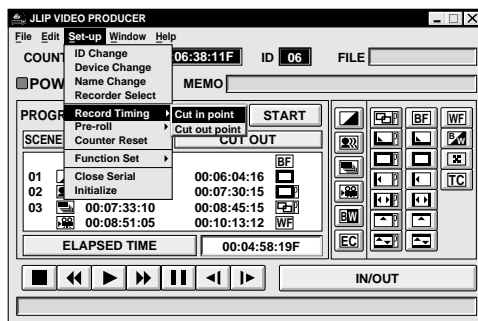 JLIP VIDEO PRODUCER
File Edit Set-up Window Help
COUNT 06:38:11F ID 06 FILE
POW MEMO
ID Change
Device Change
Name Change
Recorder Select
Record Timing
Pre-roll
Counter Reset
Function Set
Close Serial
Initialize
Cut in point
Cut out point
PROGR START
SCENE CUT OUT
BF
01 00:06:04:16
02 00:07:30:15
03 00:07:33:10 00:08:45:15
00:08:51:05 00:10:13:12 WF
ELAPSED TIME 00:04:58:19F
BF WF
B/W
TC
BW
EC
IN/OUT